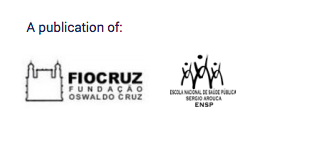 A publication of:
FIOCRUZ
FUNDAÇÃO
OSWALDO CRUZ
ESCOLA NACIONAL DE SAÚDE PÚBLICA
SERGIO AROUCA
ENSP